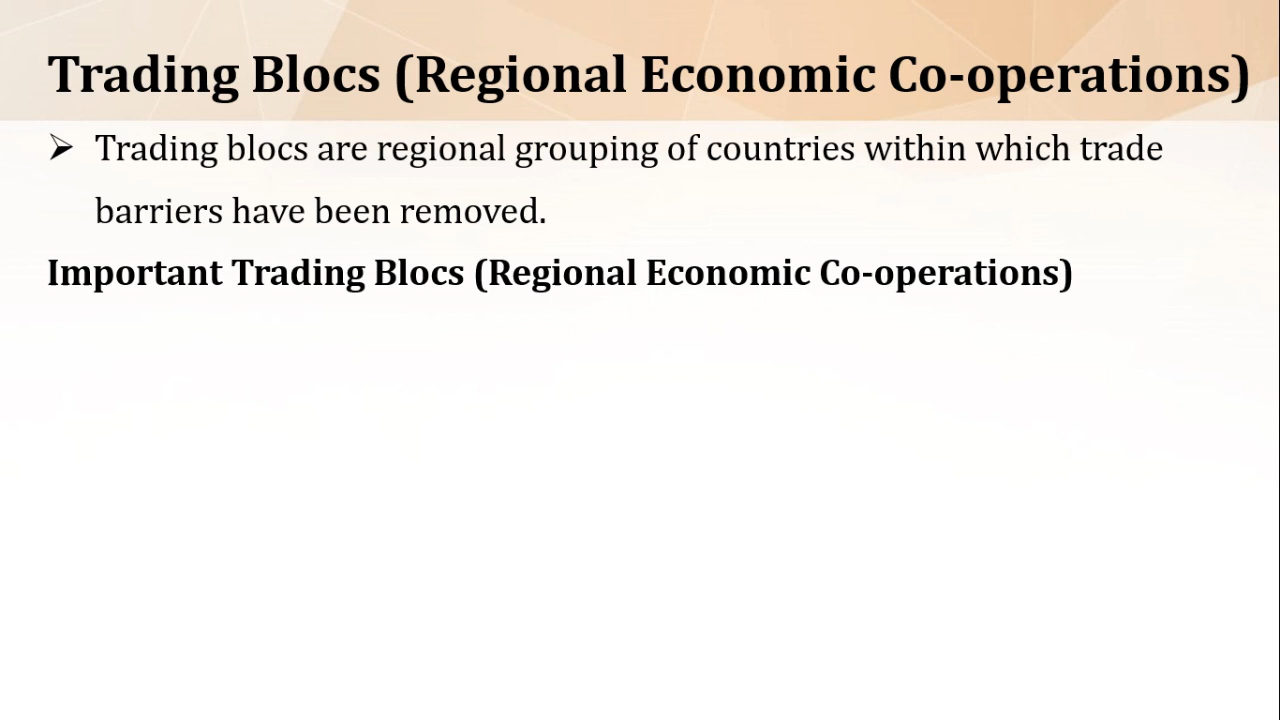 Trading Blocs (Regional Economic Co-operations)
Trading blocs are regional grouping of countries within which trade
barriers have been removed.
Important Trading Blocs (Regional Economic Co-operations)